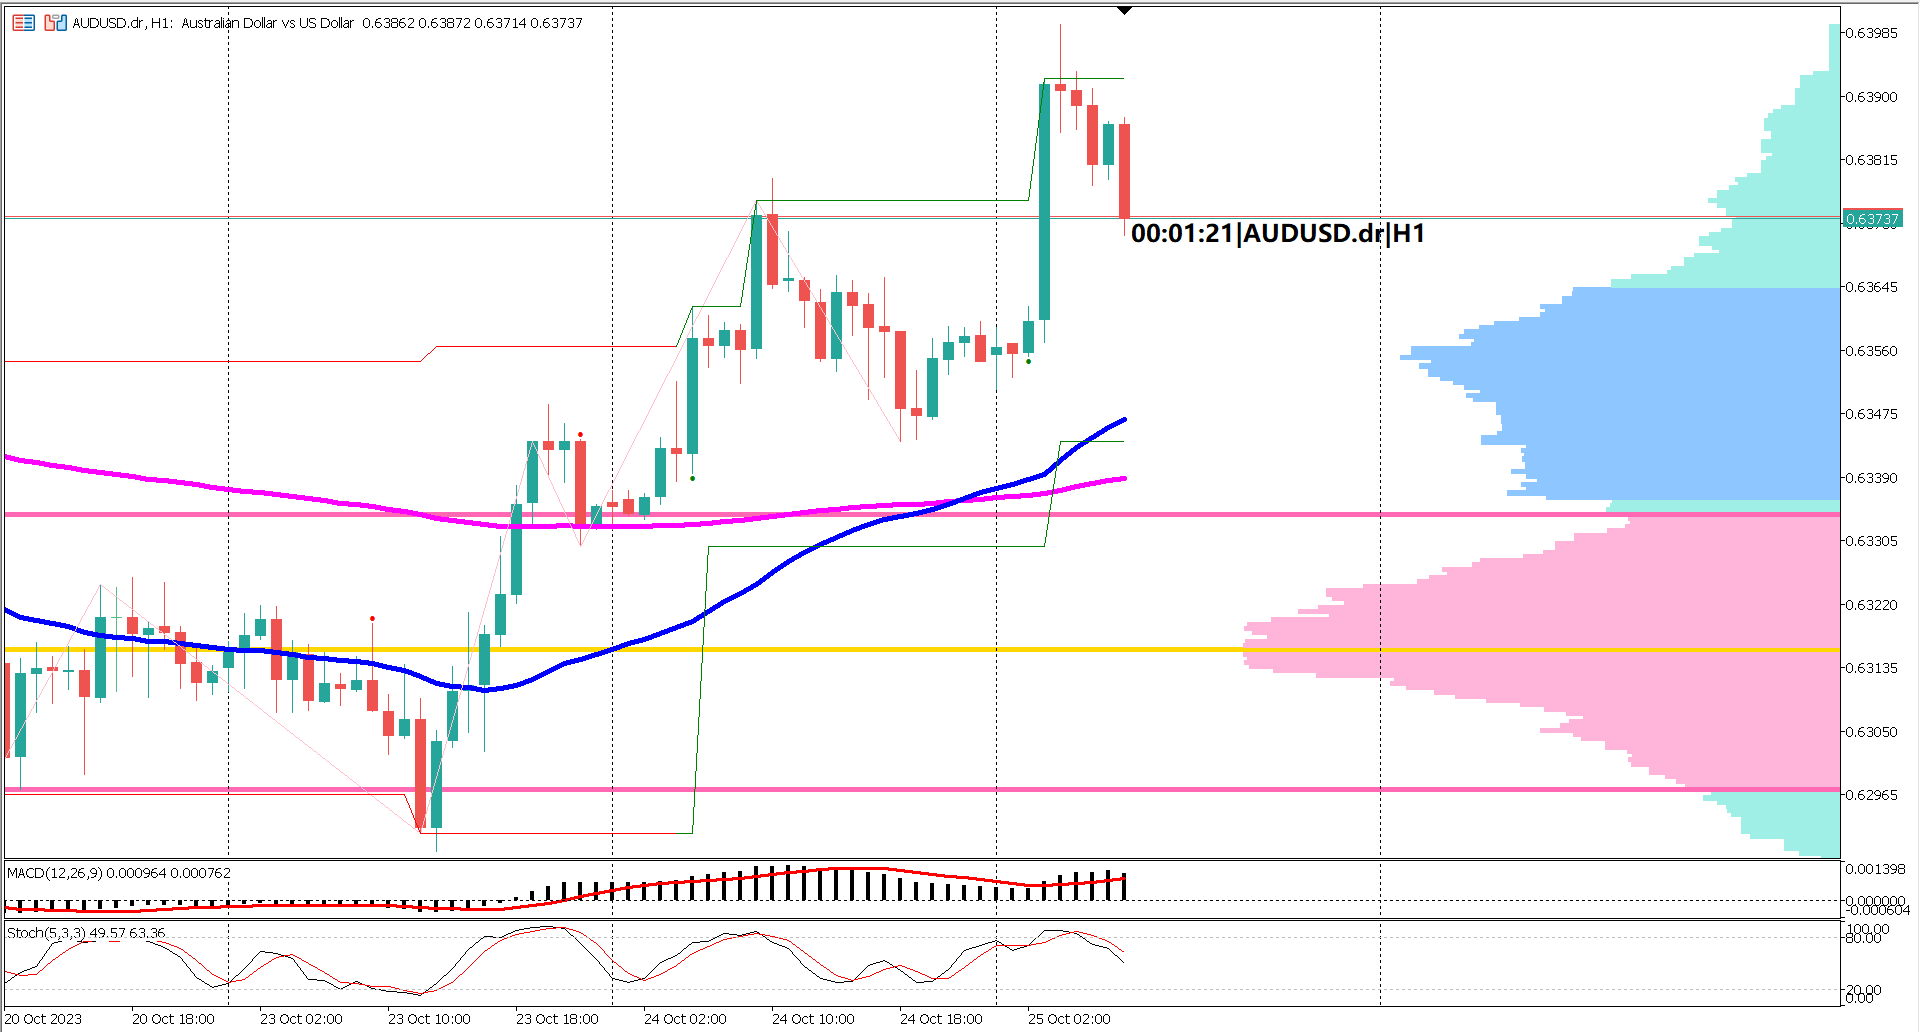 AUDUSD.dr, H1: Australian Dollar vs US Dollar 0.63862 0.63872 0.63714 0.63737
0.63985
0.63900
0.63815
0.63737
00:01:21|AUDUSD.dr|H1
0.63645
0.63560
0.63475
0.63390
0.63305
0.63220
0.63135
0.63050
0.62965
MACD(12,26,9) 0.000964 0.000762
0.001398
0.000000
-0.000604
Stoch(5,3,3) 49.57 63.36
100.00
80.00
20.00
0.00
20 Oct 2023
20 Oct 18:00
23 Oct 02:00
23 Oct 10:00
23 Oct 18:00
24 Oct 02:00
24 Oct 10:00
24 Oct 18:00
25 Oct 02:00